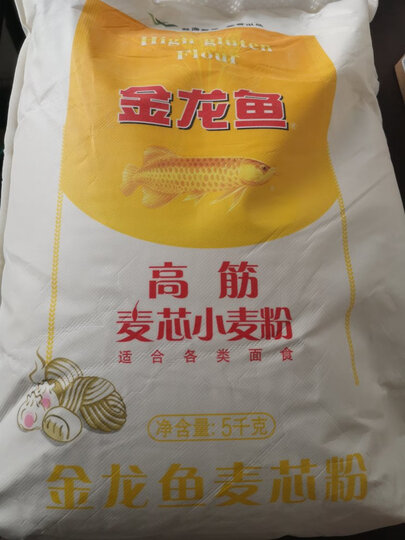 High gluten
Flour
金龙鱼
高筋
麦芯小麦粉
适合各类面食
净含量:5千克
金龙鱼麦芯粉